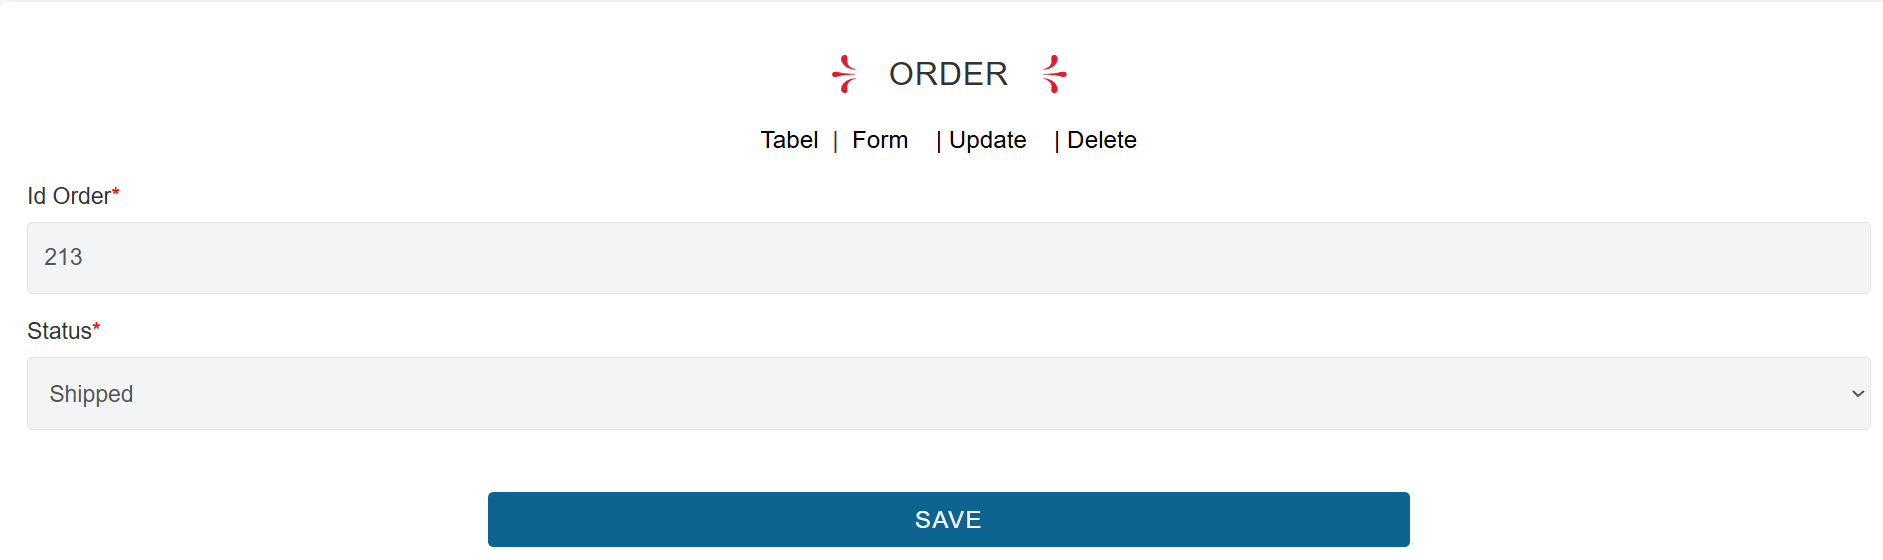 ORDER
Tabel | Form | Update | Delete
Id Order*
213
Status*
Shipped
SAVE